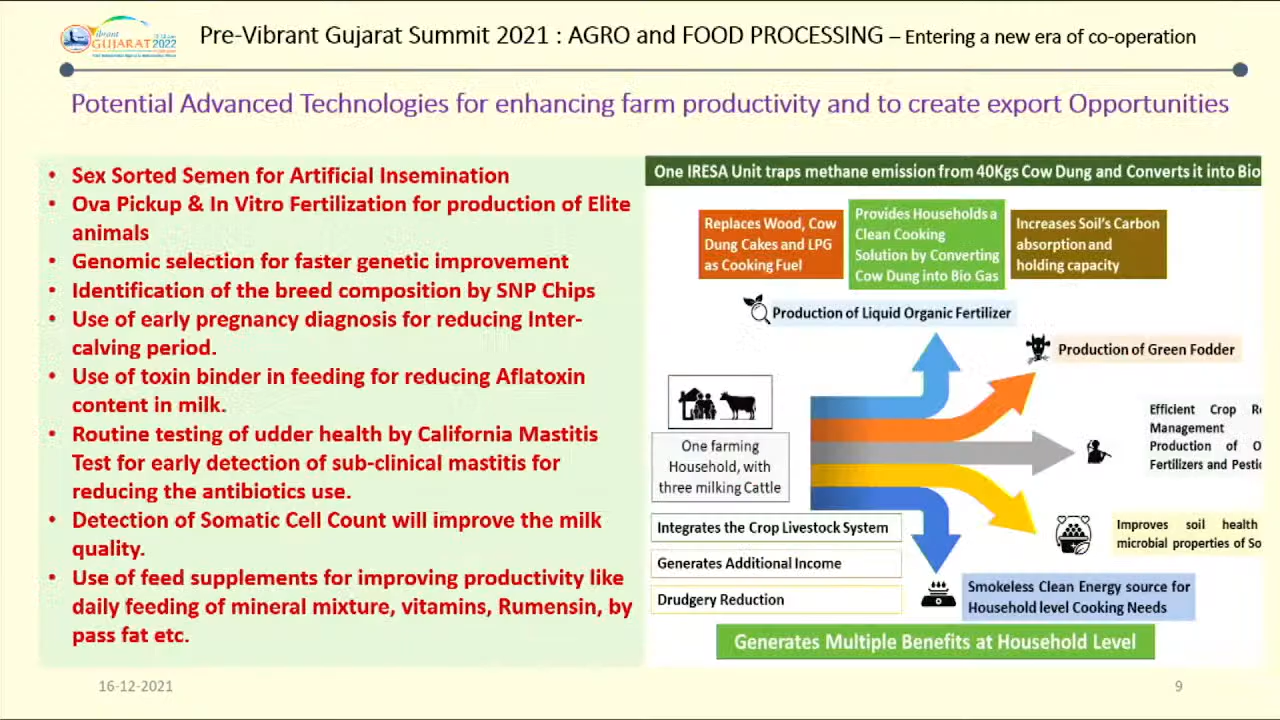 Vibrant
GUJARAT 2022
Pre-Vibrant Gujarat Summit 2021 : AGRO and FOOD PROCESSING – Entering a new era of co-operation
Potential Advanced Technologies for enhancing farm productivity and to create export Opportunities
• Sex Sorted Semen for Artificial Insemination
• Ova Pickup & In Vitro Fertilization for production of Elite
animals
• Genomic selection for faster genetic improvement
• Identification of the breed composition by SNP Chips
• Use of early pregnancy diagnosis for reducing Inter-
calving period.
• Use of toxin binder in feeding for reducing Aflatoxin
content in milk.
• Routine testing of udder health by California Mastitis
Test for early detection of sub-clinical mastitis for
reducing the antibiotics use.
• Detection of Somatic Cell Count will improve the milk
quality.
• Use of feed supplements for improving productivity like
daily feeding of mineral mixture, vitamins, Rumensin, by
pass fat etc.
One IRESA Unit traps methane emission from 40Kgs Cow Dung and Converts it into Bio
Replaces Wood, Cow
Dung Cakes and LPG
as Cooking Fuel
Provides Households a
Clean Cooking
Solution by Converting
Cow Dung into Bio Gas
Increases Soil's Carbon
absorption and
holding capacity
Production of Liquid Organic Fertilizer
Production of Green Fodder
One farming
Household, with
three milking Cattle
Efficient Crop Re
Management
Production of O
Fertilizers and Pestic
Integrates the Crop Livestock System
Generates Additional Income
Drudgery Reduction
Improves soil health
microbial properties of So
Smokeless Clean Energy source for
Household level Cooking Needs
Generates Multiple Benefits at Household Level
16-12-2021
9